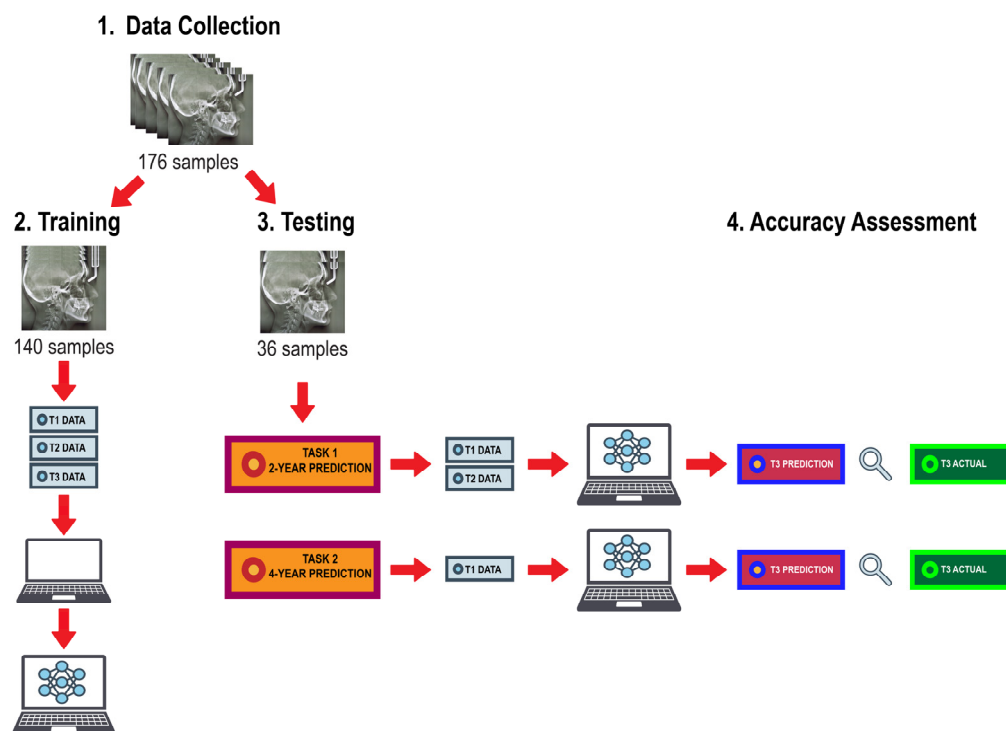 1. Data Collection
176 samples
2. Training
140 samples
T1 DATA
T2 DATA
T3 DATA
3. Testing
36 samples
TASK 1
2-YEAR PREDICTION
T1 DATA
T2 DATA
TASK 2
4-YEAR PREDICTION
T1 DATA
4. Accuracy Assessment
T3 PREDICTION
T3 ACTUAL
T3 PREDICTION
T3 ACTUAL